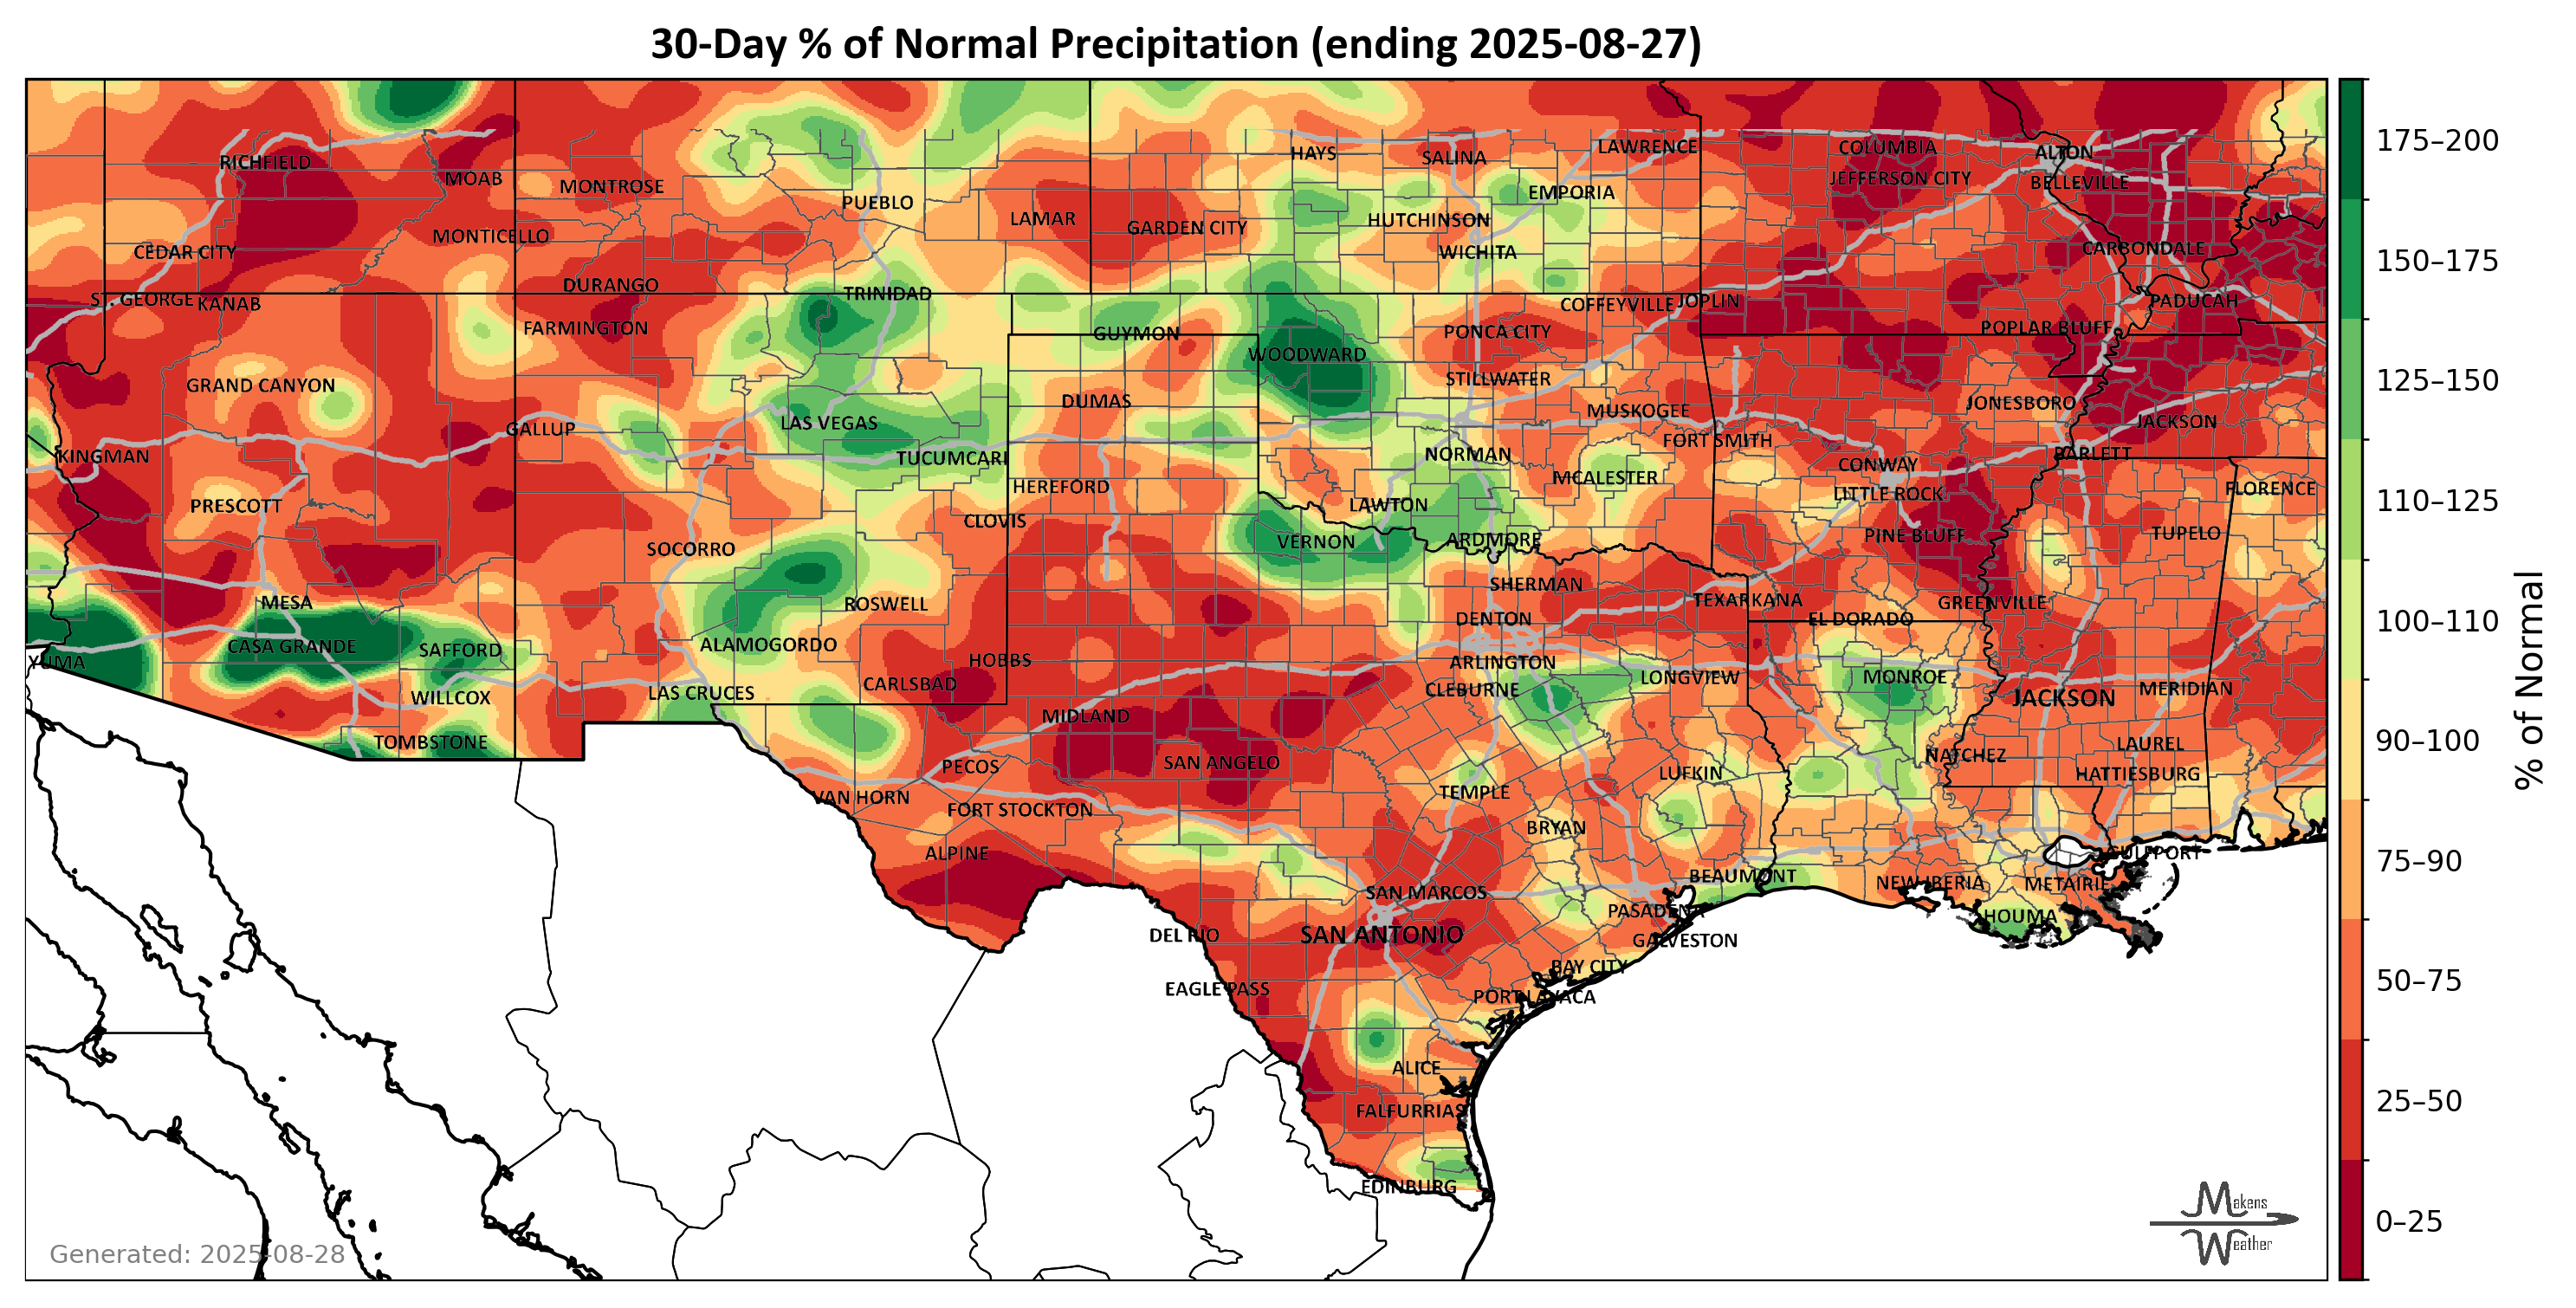 30-Day % of Normal Precipitation (ending 2025-08-27)
HAYS
SALINA
LAWRENCE
COLUMBIA
ALTON
RICHFIELD
MOAB
MONTROSE
EMPORIA
JEFFERSON CITY
BELLEVILLE
PUEBLO
LAMAR
GARDEN CITY
HUTCHINSON
MONTICELLO
CEDAR CITY
WICHITA
CARBONDALE
DURANGO
TRINIDAD
ST. GEORGE
KANAB
COFFEYVILLE
JOPLIN
PADUCAH
FARMINGTON
GUYMON
PONCA CITY
POPLAR BLUFF
WOODWARD
GRAND CANYON
STILLWATER
DUMAS
MUSKOGEE
JONESBORO
JACKSON
LAS VEGAS
GALLUP
FORT SMITH
KINGMAN
TUCUMCARI
NORMAN
BARLETT
CONWAY
MCALESTER
HEREFORD
LITTLE ROCK
FLORENCE
PRESCOTT
LAWTON
CLOVIS
PINE BLUFF
TUPELO
SOCORRO
VERNON
ARDMORE
SHERMAN
MESA
ROSWELL
TEXARKANA
GREENVILLE
DENTON
EL DORADO
CASA GRANDE
SAFFORD
ALAMOGORDO
YUMA
HOBBS
ARLINGTON
CARLSBAD
CLEBURNE
LONGVIEW
MONROE
WILLCOX
LAS CRUCES
JACKSON
MERIDIAN
MIDLAND
TOMBSTONE
PECOS
SAN ANGELO
LUFKIN
NATCHEZ
LAUREL
HATTIESBURG
VAN HORN
FORT STOCKTON
TEMPLE
BRYAN
ALPINE
GULFPORT
SAN MARCOS
BEAUMONT
NEW IBERIA
METAIRIE
PASADENA
HOUMA
DEL RIO
SAN ANTONIO
GALVESTON
BAY CITY
EAGLE PASS
PORT LAVACA
ALICE
FALFURRIAS
EDINBURG
Generated: 2025-08-28
Makens
Weather
175–200
150–175
125–150
110–125
100–110
90–100
75–90
50–75
25–50
0–25
% of Normal